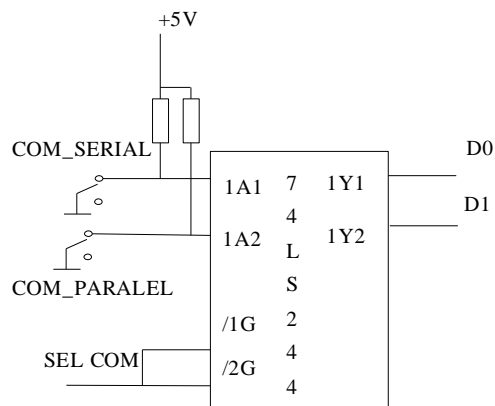 +5V
COM_SERIAL
D0
1A1 7 1Y1
4
D1
1A2 1Y2
L
COM_PARALEL
S
/1G 2
SEL COM
/2G 4
4